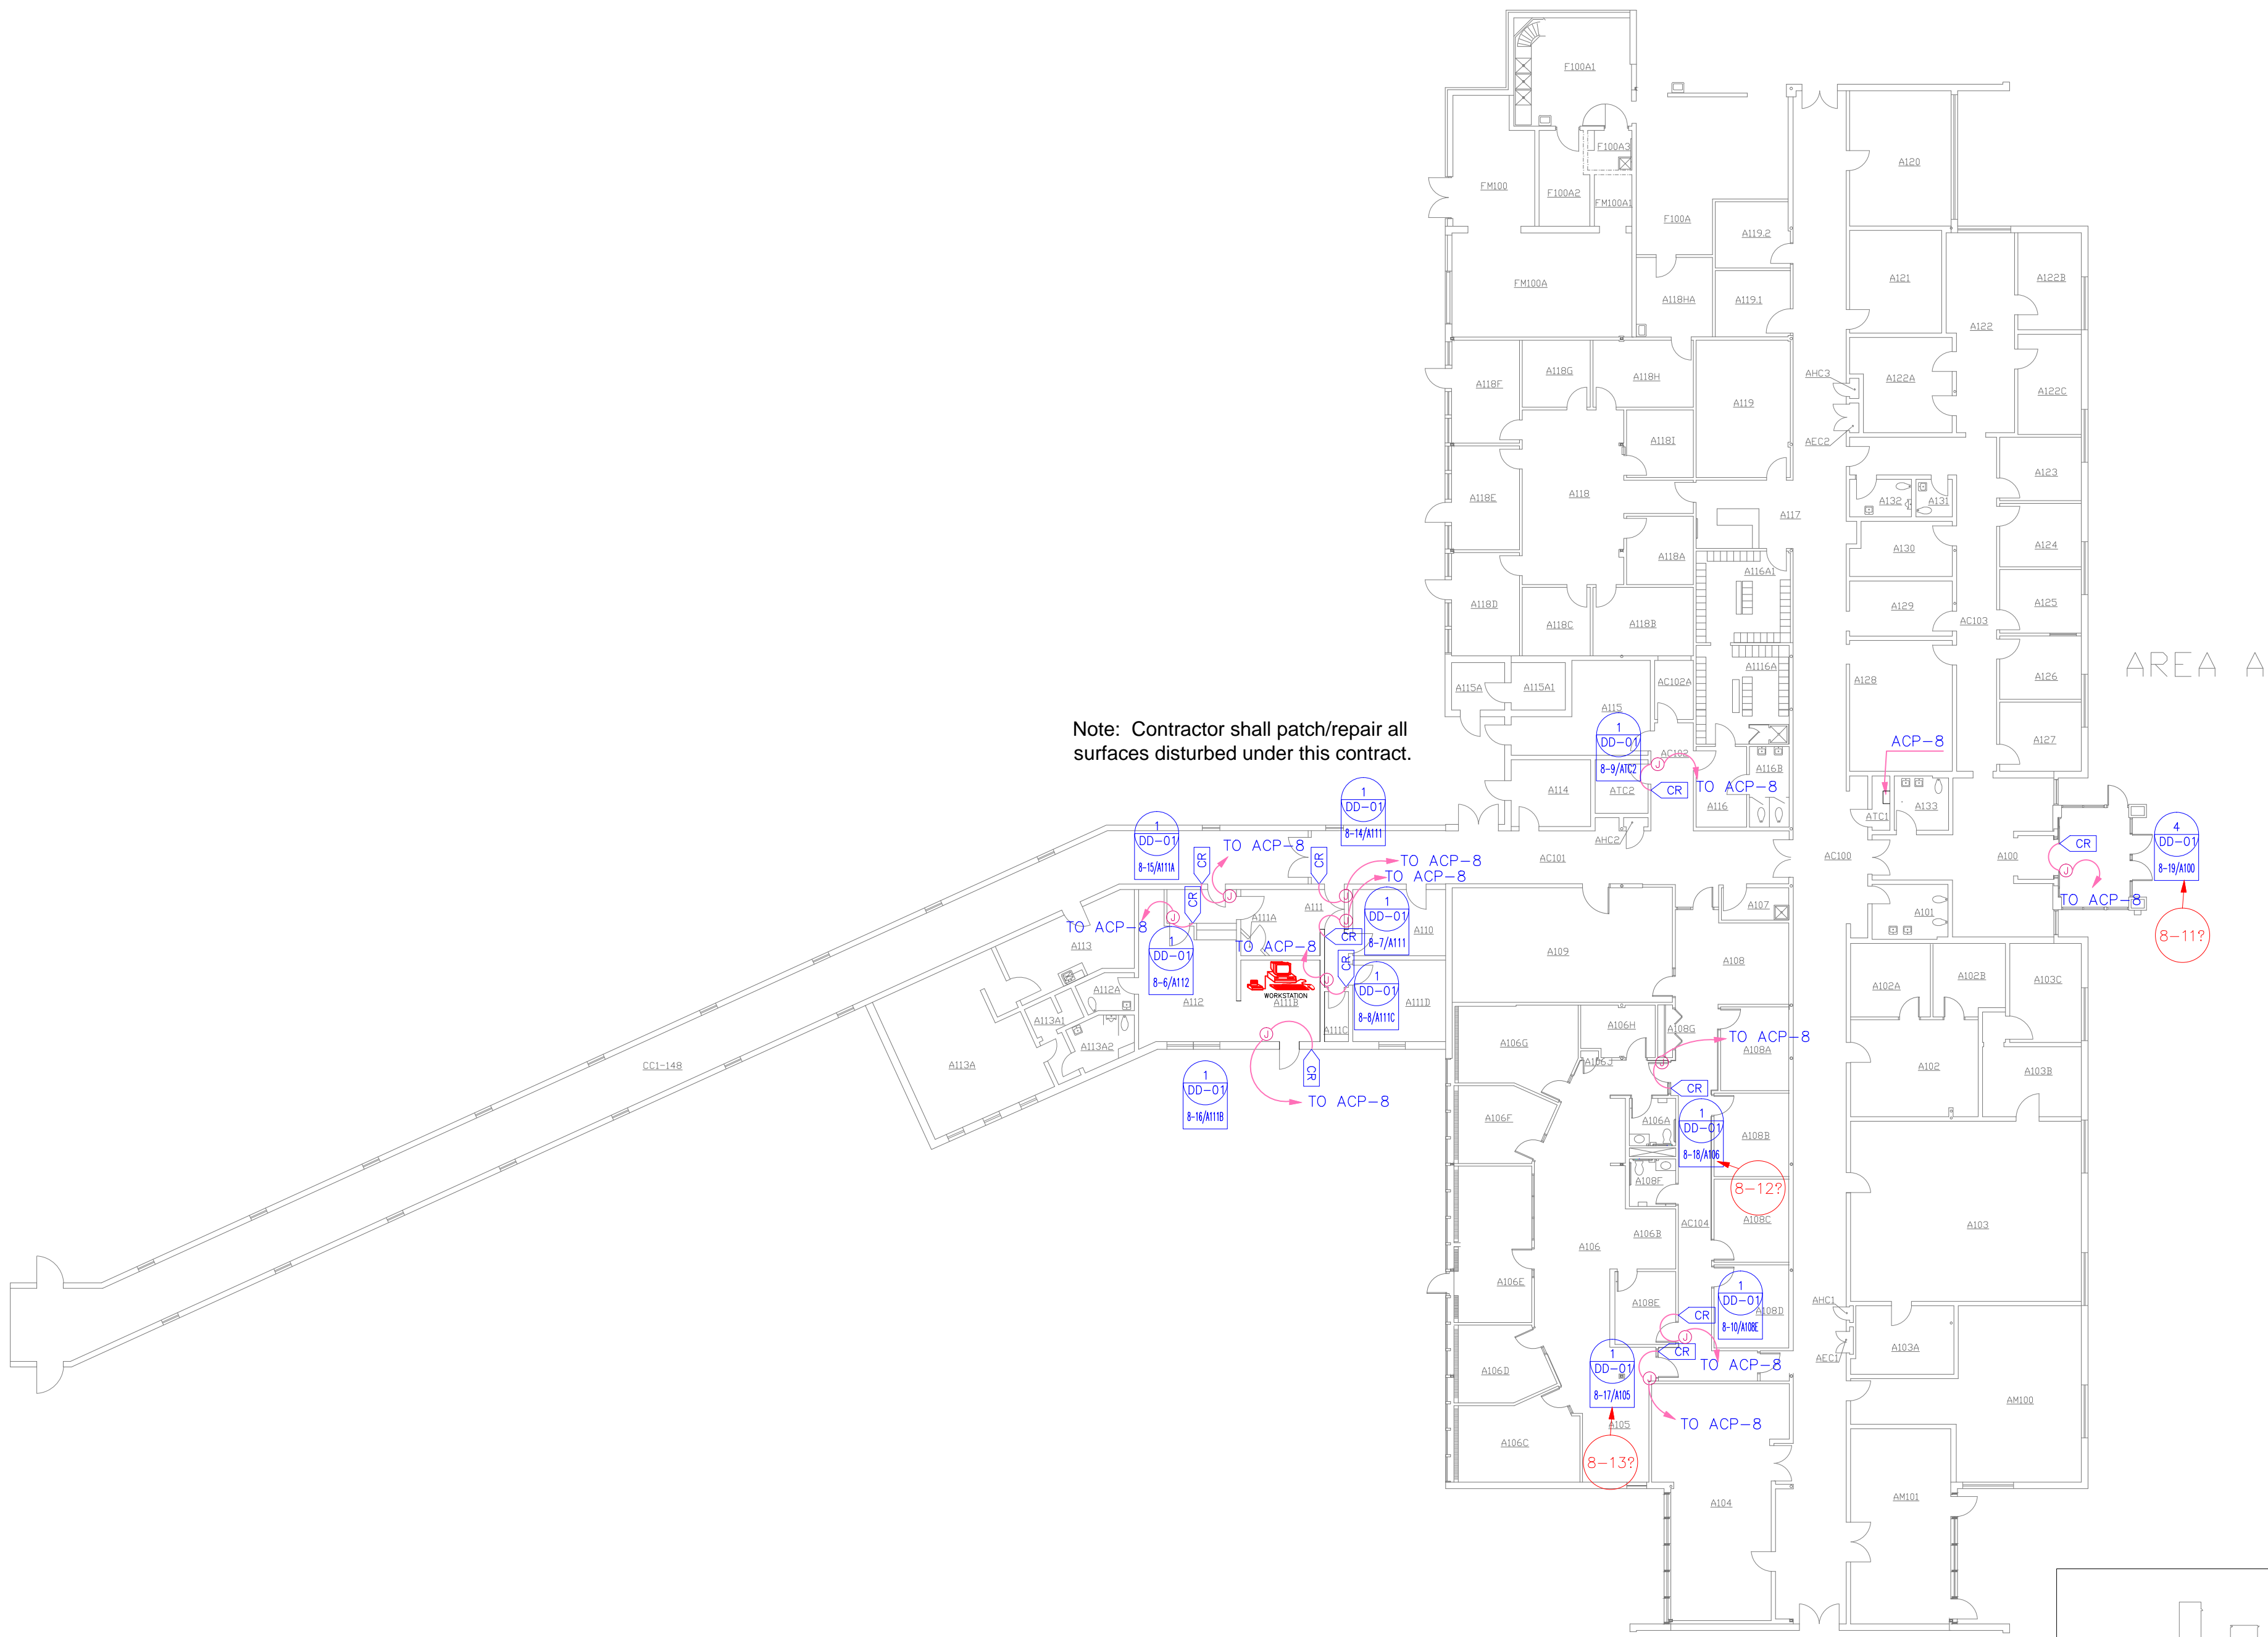 F100A1
F100A3
A120
FM100
F100A2
FM100A1
F100A
A119.2
A121
A122B
FM100A
A118HA
A119.1
A122
A118F
A118G
A118H
AHC3
A122A
A122C
A119
A118I
AEC2
A123
A118E
A118
A132
A131
A117
A124
A130
A118A
A116A1
A118D
A129
A125
A118C
A118B
AC103
AREA A
A1116A
A126
A115A
A115A1
AC102A
A128
A115
Note: Contractor shall patch/repair all
surfaces disturbed under this contract.
1
DD-01
8-9/ATC2
AC102
J
CR
TO ACP-8
A116B
ACP-8
A127
A114
ATC2
A116
ATC1
A133
1
DD-01
8-14/A111
1
DD-01
8-15/A111A
AHC2
TO ACP-8
CR
CR
TO ACP-8
TO ACP-8
AC101
AC100
A100
CR
J
TO ACP-8
4
DD-01
8-19/A100
8-11?
CR
J
J
A111
A111A
J
J
TO ACP-8
A113
1
DD-01
8-7/A111
CR
A110
A107
A101
TO ACP-8
1
DD-01
8-6/A112
CR
A109
A108
A102A
A102B
A103C
A112A
A112
WORKSTATION
A111B
J
1
DD-01
8-8/A111C
A111D
A113A1
A113A2
A111C
A106G
A106H
A108G
TO ACP-8
J
CC1-148
A113A
J
CR
TO ACP-8
A106J
J
A108A
A102
A103B
1
DD-01
8-16/A111B
CR
A106F
A106A
1
DD-01
8-18/A106
A108B
8-12?
A108F
A108C
AC104
A103
A106
A106B
A106E
A108E
1
DD-01
8-10/A108E
A108D
CR
AHC1
J
CR
TO ACP-8
AEC1
A103A
A106D
1
DD-01
8-17/A105
J
TO ACP-8
A105
AM100
A106C
8-13?
A104
AM101